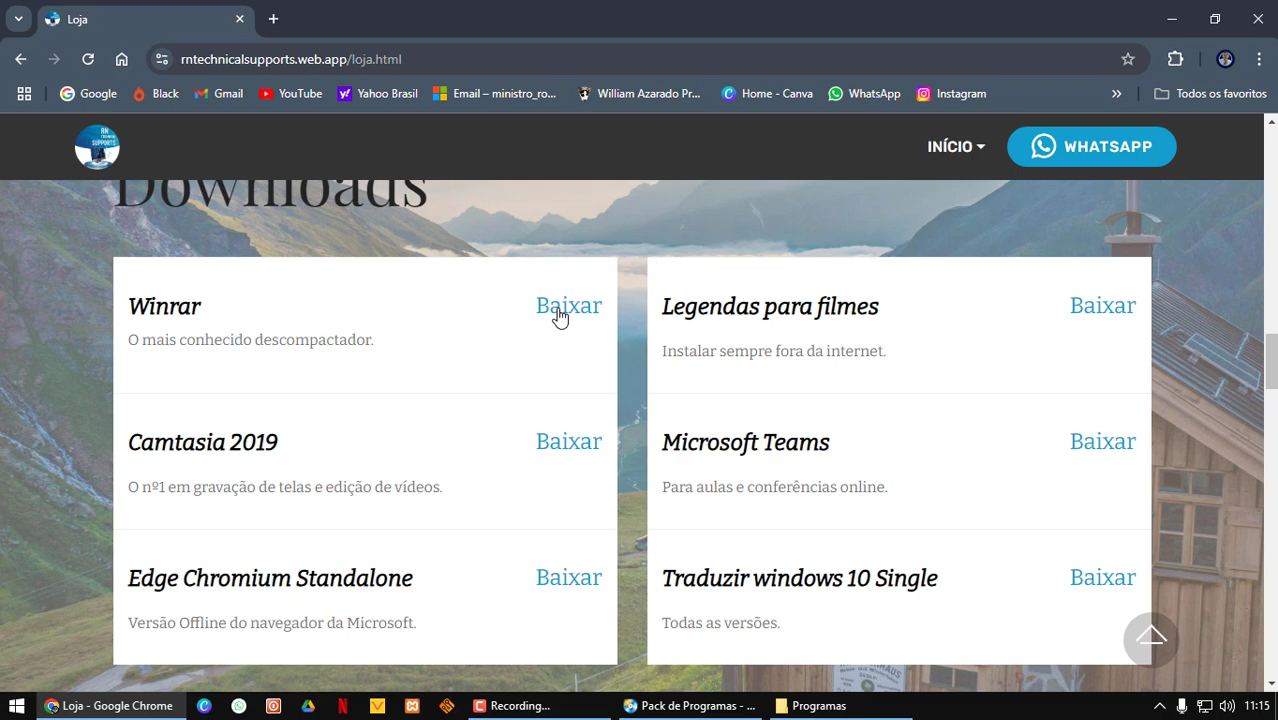 Loja
rntechnicalsupports.web.app/loja.html
Google
Black
Gmail
YouTube
Yahoo Brasil
Email – ministro_ro...
William Azarado Pr...
Home - Canva
WhatsApp
Instagram
»
Todos os favoritos
INÍCIO
WHATSAPP
Downloads
Winrar
Baixar
O mais conhecido descompactador.
Legendas para filmes
Baixar
Instalar sempre fora da internet.
Camtasia 2019
Baixar
O nº1 em gravação de telas e edição de vídeos.
Microsoft Teams
Baixar
Para aulas e conferências online.
Edge Chromium Standalone
Baixar
Versão Offline do navegador da Microsoft.
Traduzir windows 10 Single
Baixar
Todas as versões.
Loja - Google Chrome
Recording...
Pack de Programas - ...
Programas
11:15